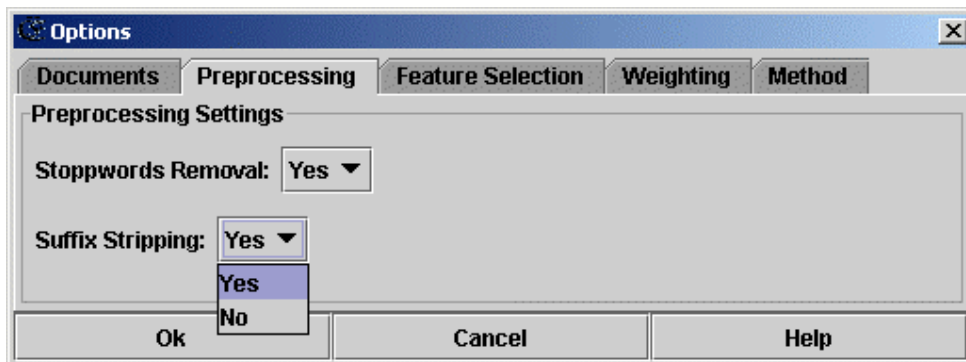 Options
Documents Preprocessing Feature Selection Weighting Method
Preprocessing Settings
Stoppwords Removal: Yes
Suffix Stripping: Yes
Yes
No
Ok Cancel Help